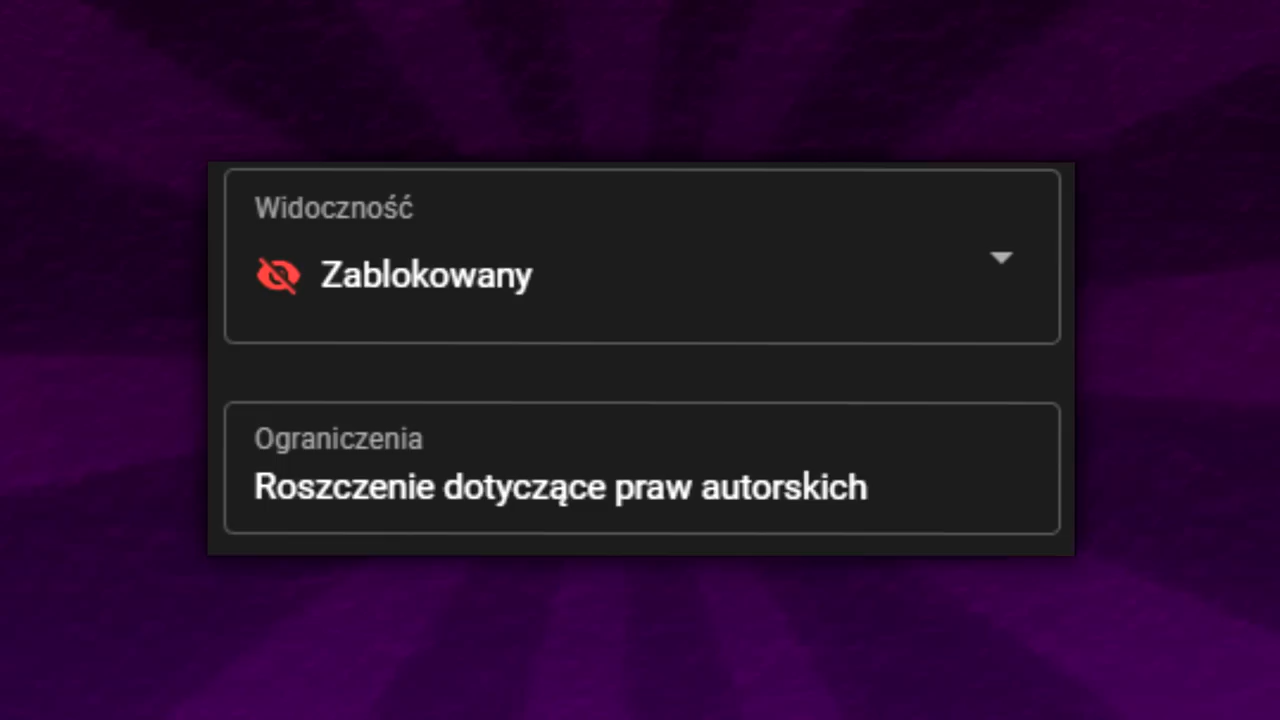 Widoczność
Zablokowany
Ograniczenia
Roszczenie dotyczące praw autorskich